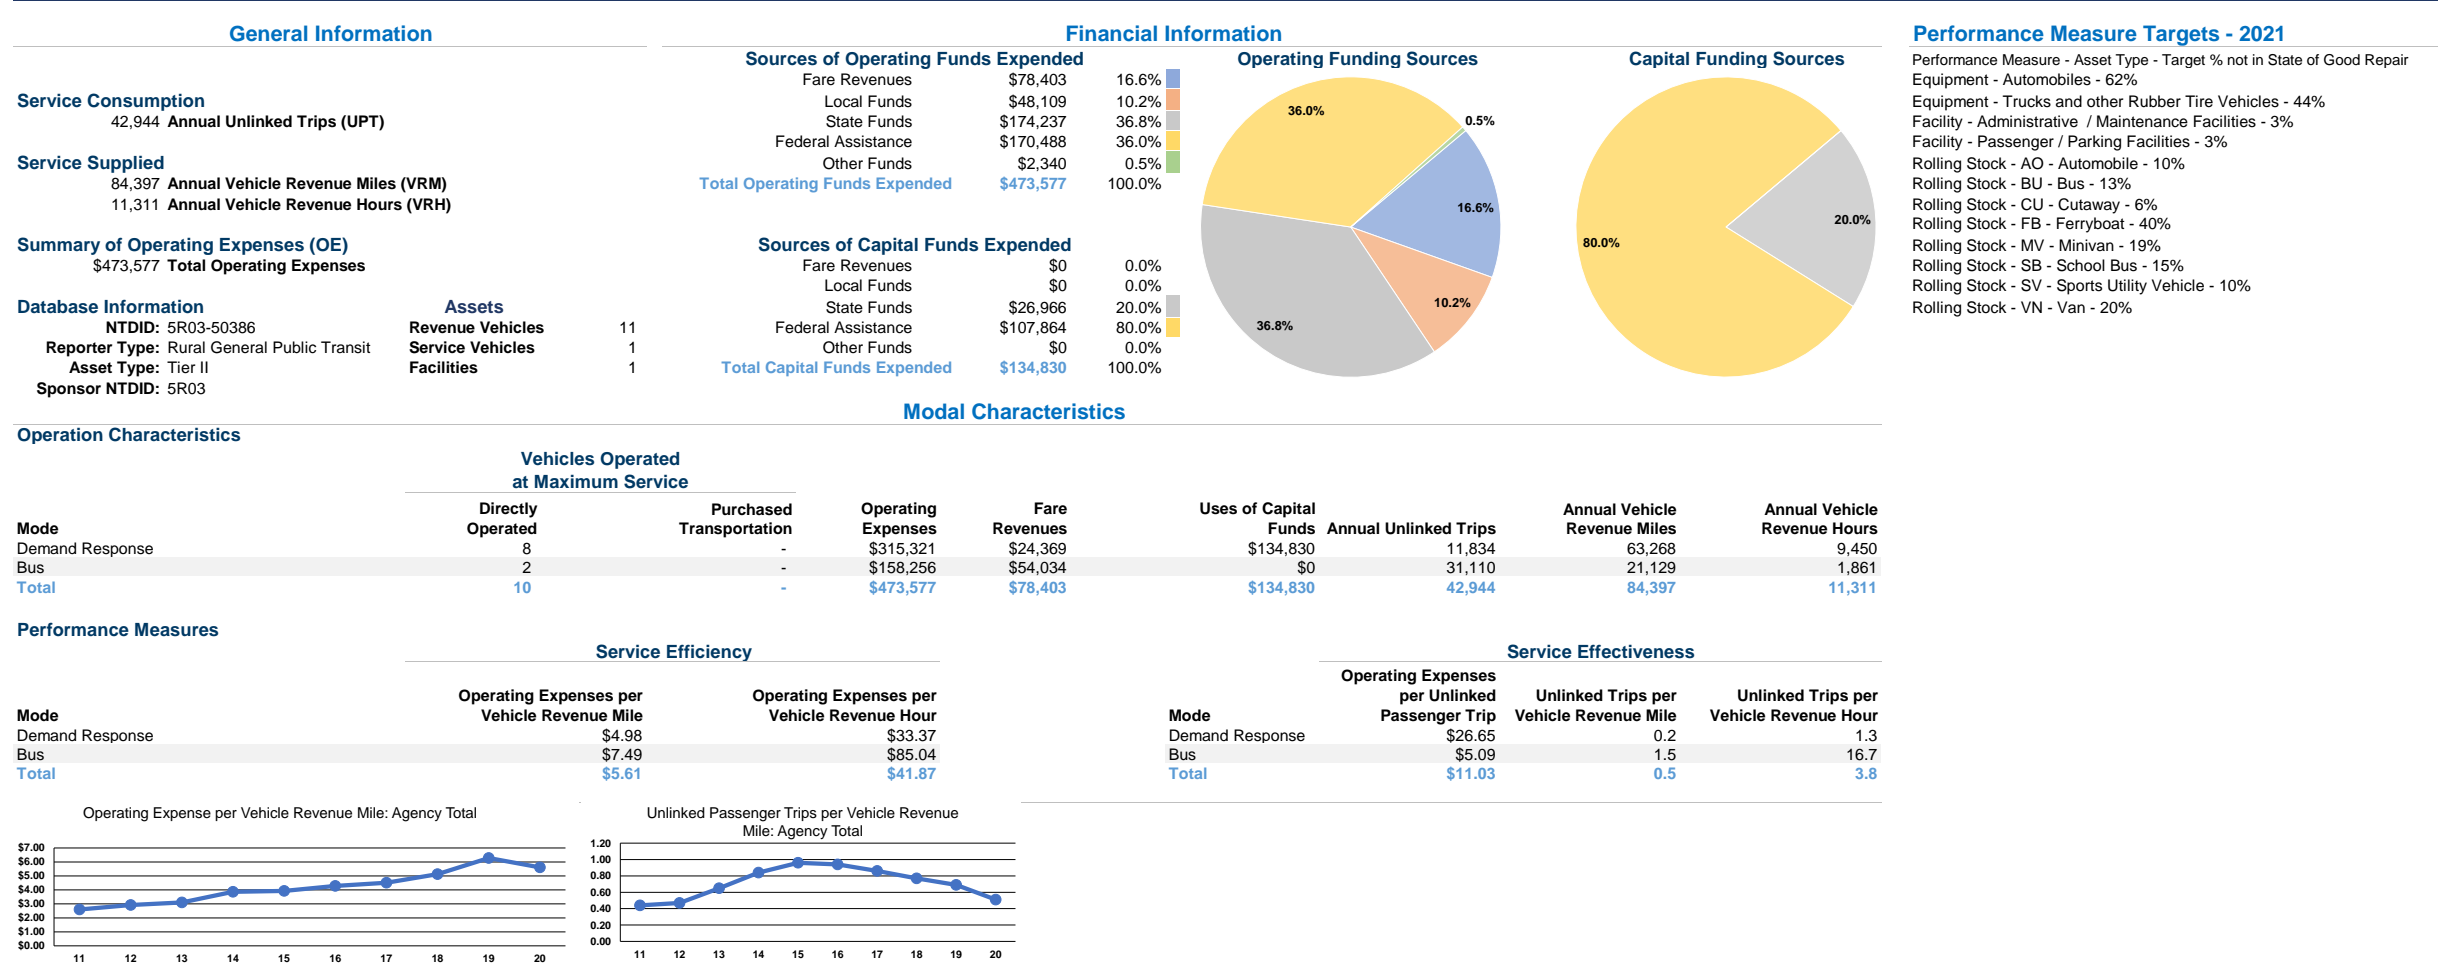 General Information
Service Consumption
42,944 Annual Unlinked Trips (UPT)
Service Supplied
84,397 Annual Vehicle Revenue Miles (VRM)
11,311 Annual Vehicle Revenue Hours (VRH)
Summary of Operating Expenses (OE)
$473,577 Total Operating Expenses
Database Information
NTDID: 5R03-50386
Reporter Type: Rural General Public Transit
Asset Type: Tier II
Sponsor NTDID: 5R03
Assets
Revenue Vehicles 11
Service Vehicles 1
Facilities 1
Financial Information
Sources of Operating Funds Expended
Fare Revenues $78,403 16.6%
Local Funds $48,109 10.2%
State Funds $174,237 36.8%
Federal Assistance $170,488 36.0%
Other Funds $2,340 0.5%
Total Operating Funds Expended $473,577 100.0%
Sources of Capital Funds Expended
Fare Revenues $0 0.0%
Local Funds $0 0.0%
State Funds $26,966 20.0%
Federal Assistance $107,864 80.0%
Other Funds $0 0.0%
Total Capital Funds Expended $134,830 100.0%
Operating Funding Sources
36.0%
0.5%
16.6%
10.2%
36.8%
Capital Funding Sources
20.0%
80.0%
Performance Measure Targets - 2021
Performance Measure - Asset Type - Target % not in State of Good Repair
Equipment - Automobiles - 62%
Equipment - Trucks and other Rubber Tire Vehicles - 44%
Facility - Administrative / Maintenance Facilities - 3%
Facility - Passenger / Parking Facilities - 3%
Rolling Stock - AO - Automobile - 10%
Rolling Stock - BU - Bus - 13%
Rolling Stock - CU - Cutaway - 6%
Rolling Stock - FB - Ferryboat - 40%
Rolling Stock - MV - Minivan - 19%
Rolling Stock - SB - School Bus - 15%
Rolling Stock - SV - Sports Utility Vehicle - 10%
Rolling Stock - VN - Van - 20%
Modal Characteristics
Operation Characteristics
Vehicles Operated
at Maximum Service
Directly Purchased Operating Fare Uses of Capital Annual Vehicle Annual Vehicle
Mode Operated Transportation Expenses Revenues Funds Annual Unlinked Trips Revenue Miles Revenue Hours
Demand Response 8 - $315,321 $24,369 $134,830 11,834 63,268 9,450
Bus 2 - $158,256 $54,034 $0 31,110 21,129 1,861
Total 10 - $473,577 $78,403 $134,830 42,944 84,397 11,311
Performance Measures
Service Efficiency
Operating Expenses per Operating Expenses per
Mode Vehicle Revenue Mile Vehicle Revenue Hour
Demand Response $4.98 $33.37
Bus $7.49 $85.04
Total $5.61 $41.87
Service Effectiveness
Operating Expenses
per Unlinked Unlinked Trips per Unlinked Trips per
Mode Passenger Trip Vehicle Revenue Mile Vehicle Revenue Hour
Demand Response $26.65 0.2 1.3
Bus $5.09 1.5 16.7
Total $11.03 0.5 3.8
Operating Expense per Vehicle Revenue Mile: Agency Total
$7.00
$6.00
$5.00
$4.00
$3.00
$2.00
$1.00
$0.00
11 12 13 14 15 16 17 18 19 20
Unlinked Passenger Trips per Vehicle Revenue
Mile: Agency Total
1.20
1.00
0.80
0.60
0.40
0.20
0.00
11 12 13 14 15 16 17 18 19 20